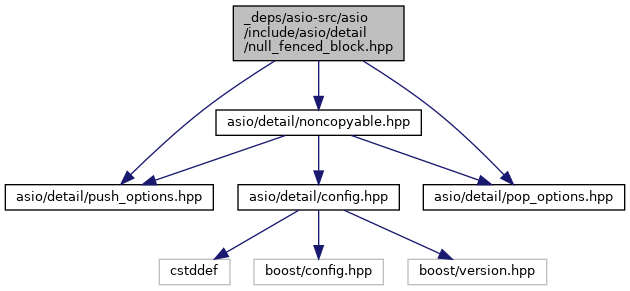 _deps/asio-src/asio
/include/asio/detail
/null_fenced_block.hpp
asio/detail/noncopyable.hpp
asio/detail/push_options.hpp
asio/detail/config.hpp
asio/detail/pop_options.hpp
cstddef
boost/config.hpp
boost/version.hpp